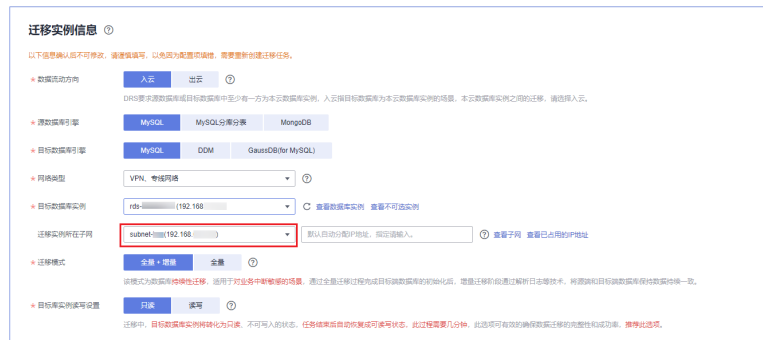 迁移实例信息 ?
以下信息确认后不可修改，请谨慎填写，以免因为配置项填错，需要重新创建迁移任务。
* 数据流动方向 入云 出云 ?
DRS要求源数据库或目标数据库中至少有一方为本云数据库实例，入云指目标数据库为本云数据库实例的场景，本云数据库实例之间的迁移，请选择入云。
* 源数据库引擎 MySQL MySQL分库分表 MongoDB
* 目标数据库引擎 MySQL DDM GaussDB(for MySQL)
* 网络类型 VPN、专线网络 ?
* 目标数据库实例 rds- (192.168 查看数据库实例 查看不可选实例
迁移实例所在子网 subnet- (192.168. ) 默认自动分配IP地址，指定请输入。 ? 查看子网 查看已占用的IP地址
* 迁移模式 全量+增量 全量 ?
该模式为数据库持续性迁移，适用于对业务中断敏感的场景，通过全量迁移过程完成目标端数据库的初始化后，增量迁移阶段通过解析日志等技术，将源端和目标端数据库保持数据持续一致。
* 目标库实例读写设置 只读 读写 ?
迁移中，目标数据库实例将转化为只读、不可写入的状态，任务结束后自动恢复成可读写状态，此过程需要几分钟，此选项可有效的确保数据迁移的完整性和成功率，推荐此选项。